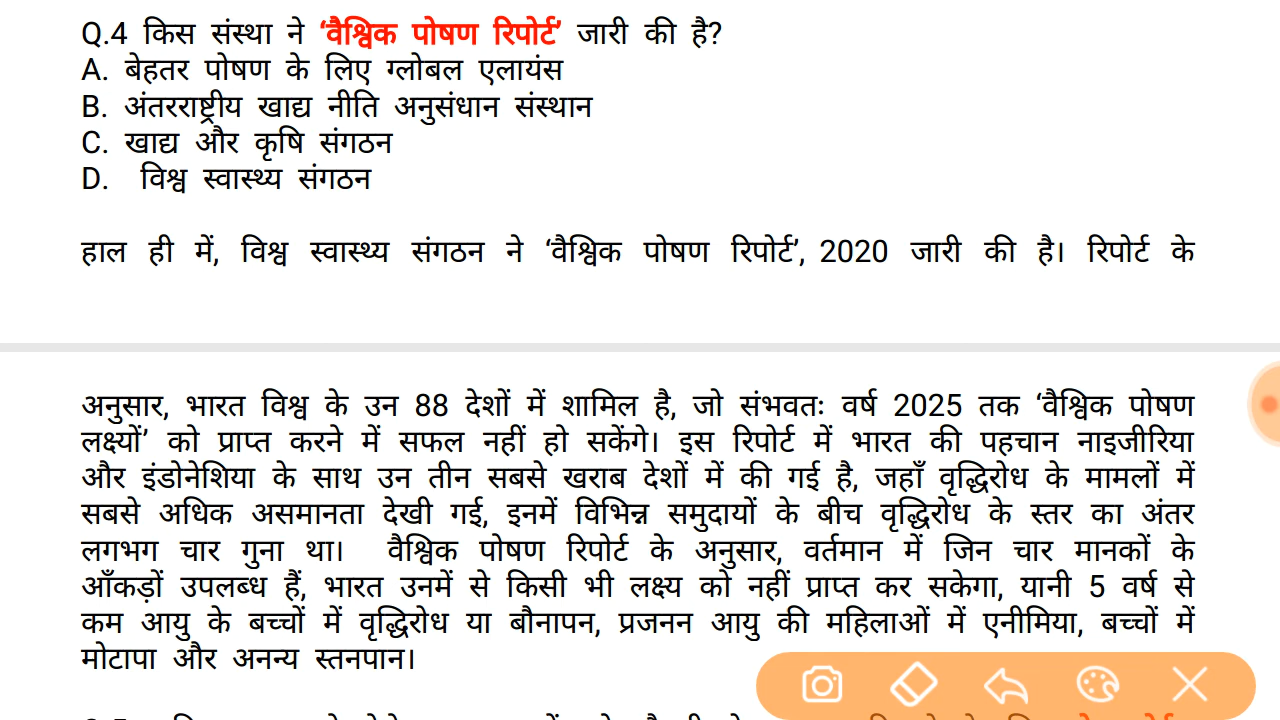 Q.4 किस संस्था ने ‘वैश्विक पोषण रिपोर्ट’ जारी की है?
A. बेहतर पोषण के लिए ग्लोबल एलायंस
B. अंतरराष्ट्रीय खाद्य नीति अनुसंधान संस्थान
C. खाद्य और कृषि संगठन
D. विश्व स्वास्थ्य संगठन
हाल ही में, विश्व स्वास्थ्य संगठन ने ‘वैश्विक पोषण रिपोर्ट’, 2020 जारी की है। रिपोर्ट के
अनुसार, भारत विश्व के उन 88 देशों में शामिल है, जो संभवतः वर्ष 2025 तक ‘वैश्विक पोषण
लक्ष्यों’ को प्राप्त करने में सफल नहीं हो सकेंगे। इस रिपोर्ट में भारत की पहचान नाइजीरिया
और इंडोनेशिया के साथ उन तीन सबसे खराब देशों में की गई है, जहाँ वृद्धिरोध के मामलों में
सबसे अधिक असमानता देखी गई, इनमें विभिन्न समुदायों के बीच वृद्धिरोध के स्तर का अंतर
लगभग चार गुना था। वैश्विक पोषण रिपोर्ट के अनुसार, वर्तमान में जिन चार मानकों के
आँकड़ों उपलब्ध हैं, भारत उनमें से किसी भी लक्ष्य को नहीं प्राप्त कर सकेगा, यानी 5 वर्ष से
कम आयु के बच्चों में वृद्धिरोध या बौनापन, प्रजनन आयु की महिलाओं में एनीमिया, बच्चों में
मोटापा और अनन्य स्तनपान।